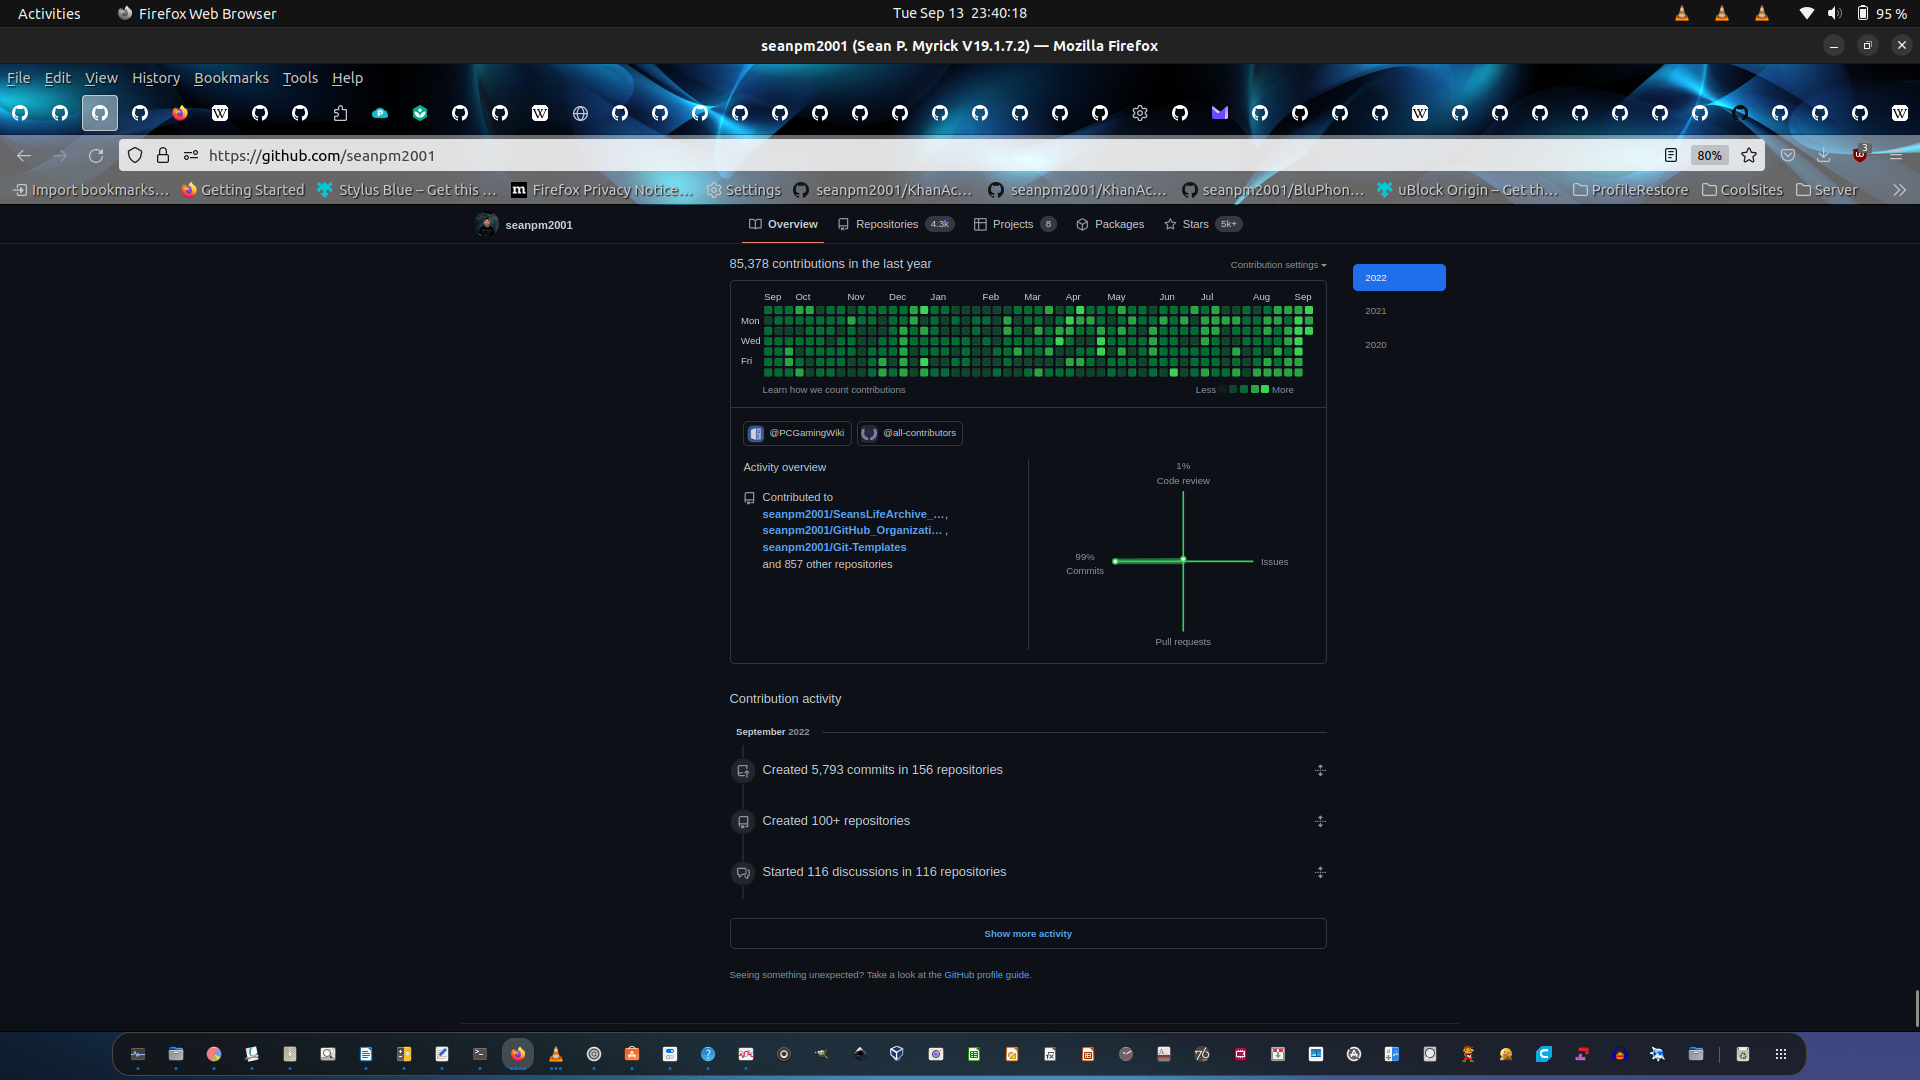 Activities
Firefox Web Browser
Tue Sep 13  23:40:18
95 %
seanpm2001 (Sean P. Myrick V19.1.7.2) — Mozilla Firefox
File Edit View History Bookmarks Tools Help
https://github.com/seanpm2001
80%
3
Import bookmarks… Getting Started Stylus Blue – Get this … Firefox Privacy Notice… Settings seanpm2001/KhanAc… seanpm2001/KhanAc… seanpm2001/BluPhon… uBlock Origin – Get th… ProfileRestore CoolSites Server
seanpm2001
Overview Repositories 4.3k Projects 8 Packages Stars 5k+
85,378 contributions in the last year
Contribution settings
2022
2021
2020
Sep Oct Nov Dec Jan Feb Mar Apr May Jun Jul Aug Sep
Mon
Wed
Fri
Learn how we count contributions
Less More
@PCGamingWiki @all-contributors
Activity overview
Contributed to
seanpm2001/SeansLifeArchive_…,
seanpm2001/GitHub_Organizati… ,
seanpm2001/Git-Templates
and 857 other repositories
1%
Code review
99%
Commits
Issues
Pull requests
Contribution activity
September 2022
Created 5,793 commits in 156 repositories
Created 100+ repositories
Started 116 discussions in 116 repositories
Show more activity
Seeing something unexpected? Take a look at the GitHub profile guide.